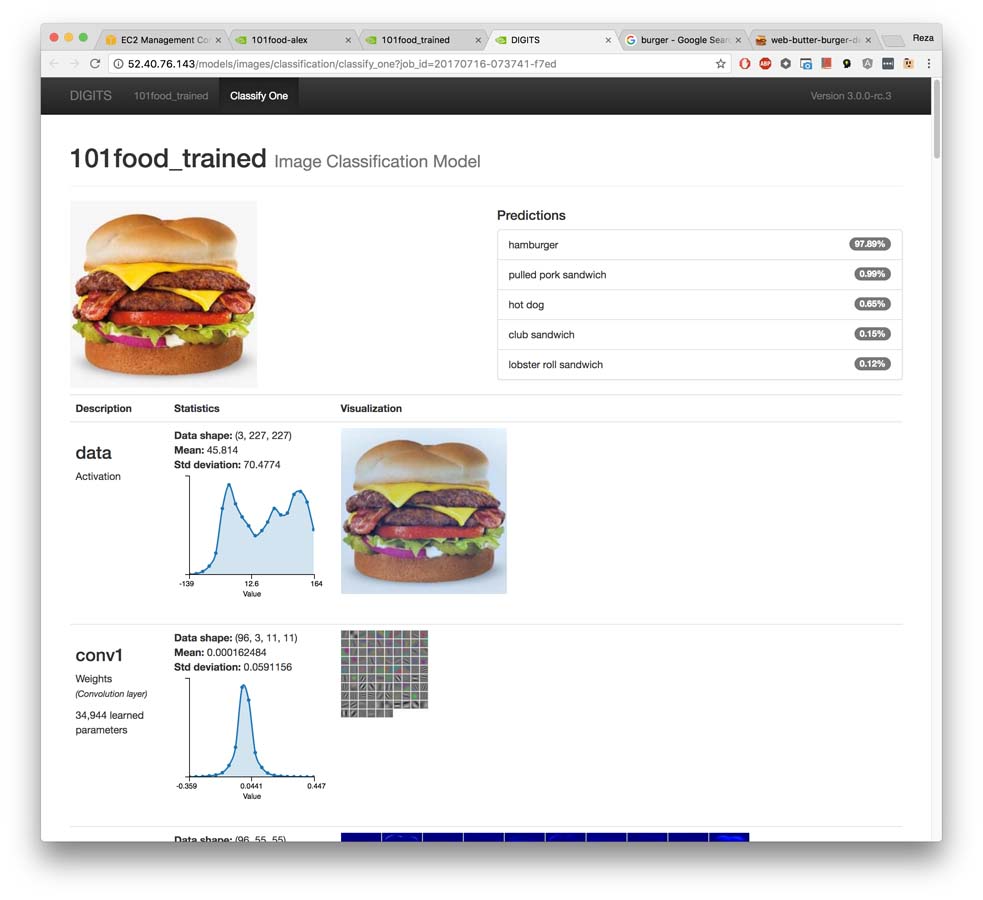 EC2 Management Co
101food-alex
101food_trained
DIGITS
burger - Google Sear
web-butter-burger-d
Reza
52.40.76.143/models/images/classification/classify_one?job_id=20170716-073741-f7ed
ABP
DIGITS
101food_trained
Classify One
Version 3.0.0-rc.3
101food_trained Image Classification Model
Predictions
hamburger 97.89%
pulled pork sandwich 0.99%
hot dog 0.65%
club sandwich 0.15%
lobster roll sandwich 0.12%
Description
Statistics
Visualization
data
Activation
Data shape: (3, 227, 227)
Mean: 45.814
Std deviation: 70.4774
-139 12.6 164
Value
conv1
Weights
(Convolution layer)
34,944 learned
parameters
Data shape: (96, 3, 11, 11)
Mean: 0.000162484
Std deviation: 0.0591156
-0.359 0.0441 0.447
Value
Data shape: (96, 55, 55)